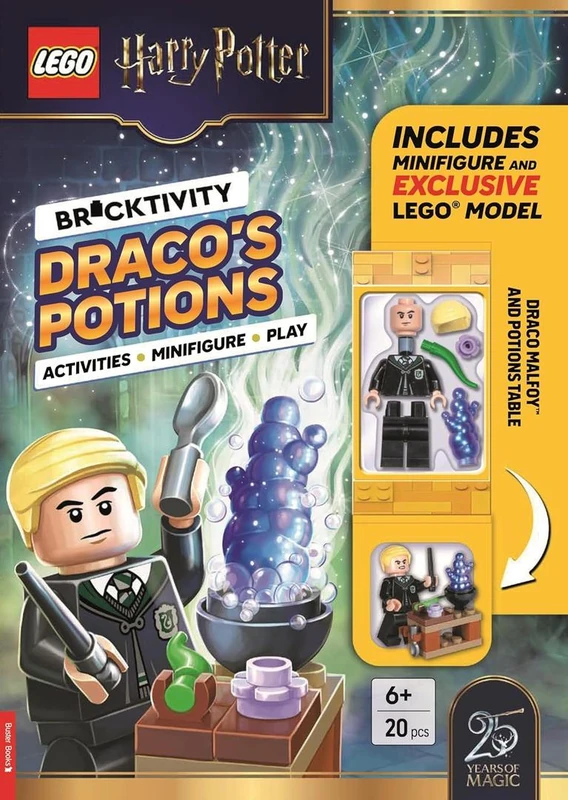 LEGO
Harry Potter
INCLUDES
MINIFIGURE AND
EXCLUSIVE
LEGO® MODEL
BRICKTIVITY
DRACO'S
POTIONS
ACTIVITIES • MINIFIGURE • PLAY
DRACO MALFOY™
AND POTIONS TABLE
6+
20 pcs
25
YEARS OF
MAGIC
Buster Books